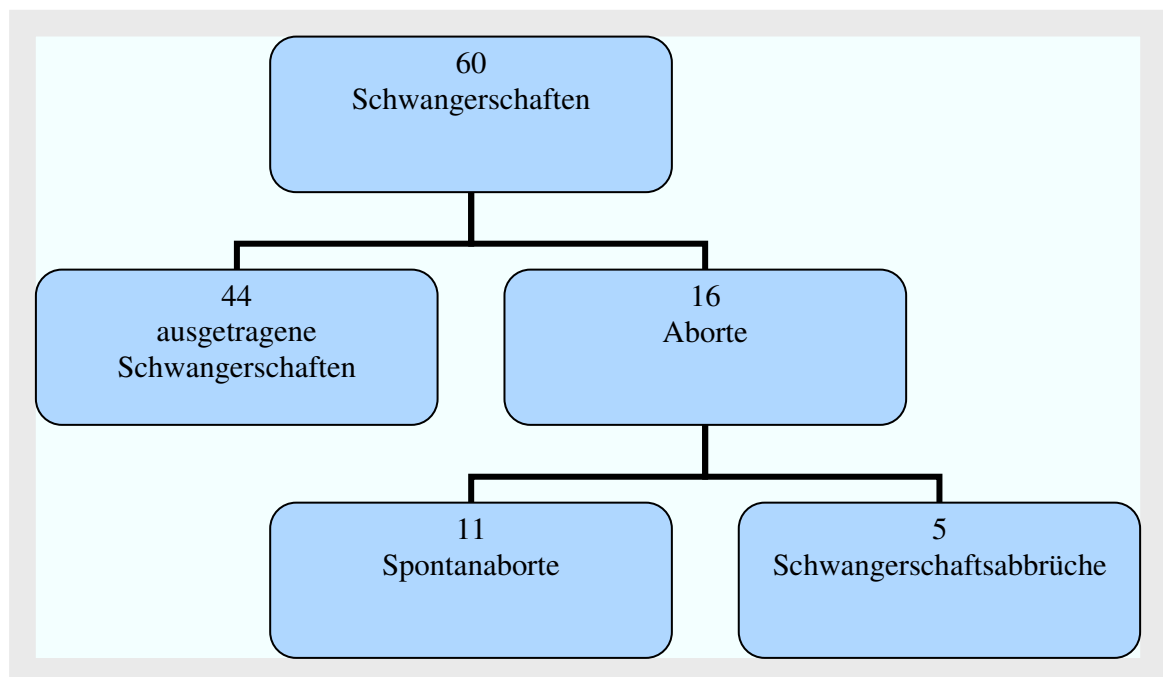 60
Schwangerschaften
44
ausgetragene
Schwangerschaften
16
Aborte
11
Spontanaborte
5
Schwangerschaftsabbrüche